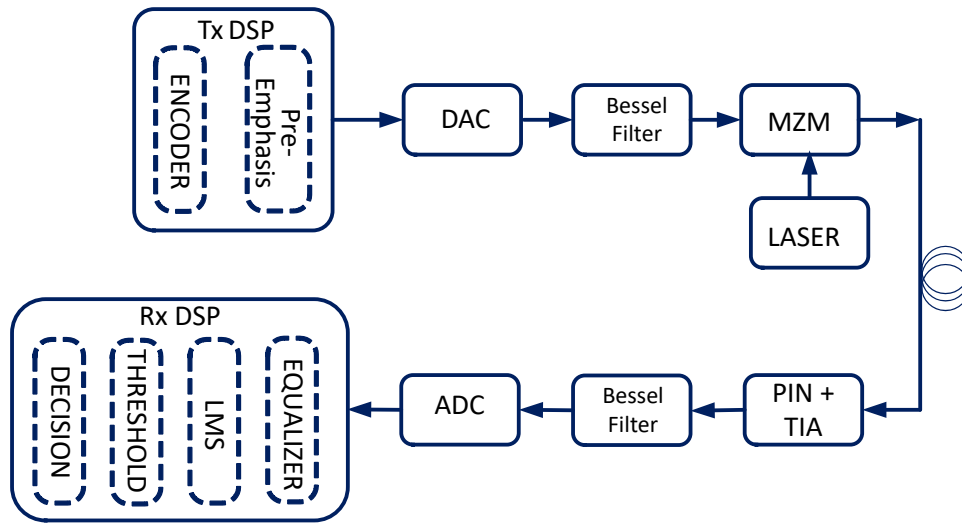 Tx DSP
ENCODER
Pre-
Emphasis
DAC
Bessel
Filter
MZM
LASER
Rx DSP
DECISION
THRESHOLD
LMS
EQUALIZER
ADC
Bessel
Filter
PIN +
TIA